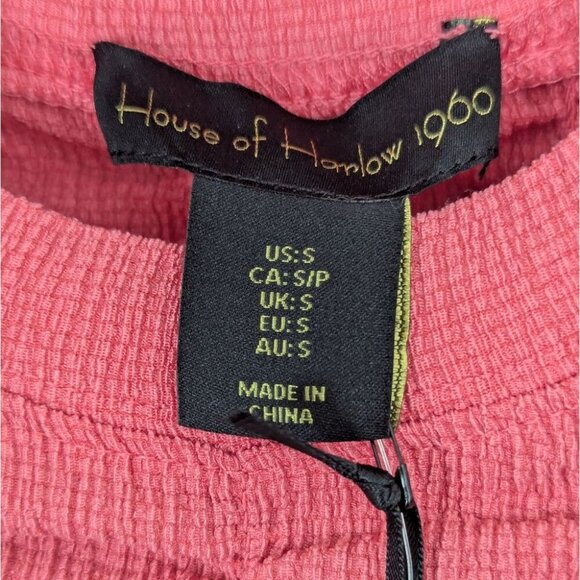 House of Harlow 1960
US: S
CA: S/P
UK: S
EU: S
AU: S
MADE IN
CHINA